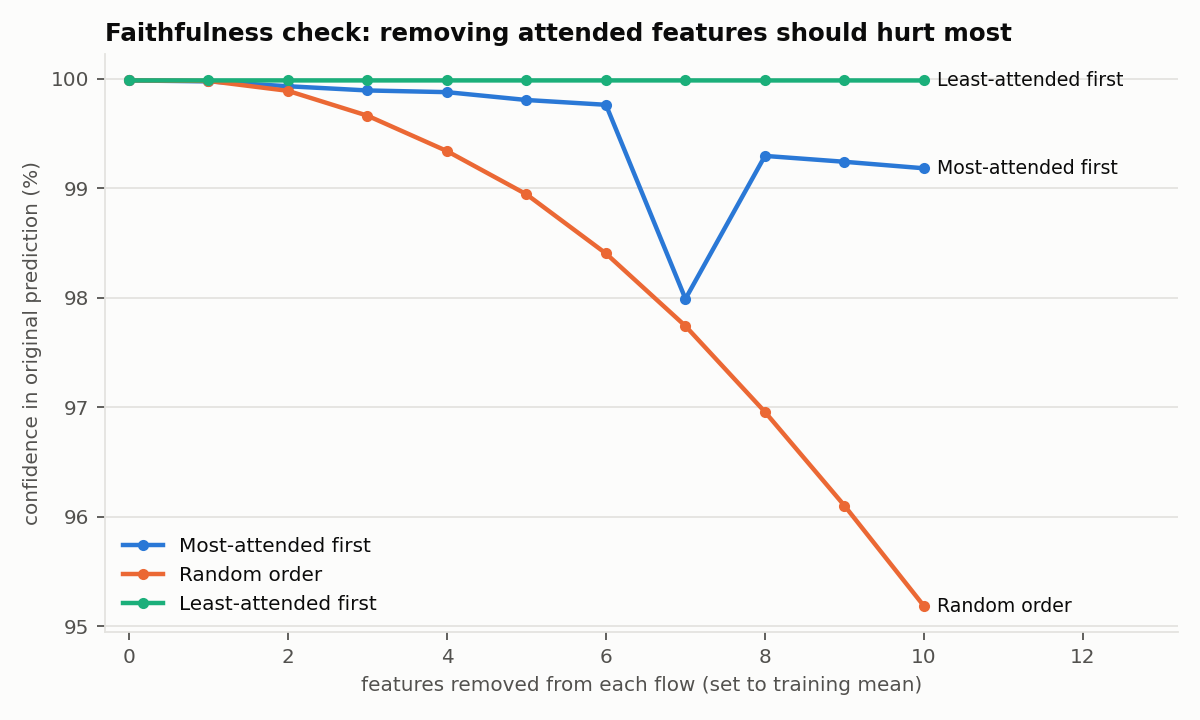 Faithfulness check: removing attended features should hurt most
confidence in original prediction (%)
100
99
98
97
96
95
Least-attended first
Most-attended first
Random order
Most-attended first
Random order
Least-attended first
0 2 4 6 8 10 12
features removed from each flow (set to training mean)